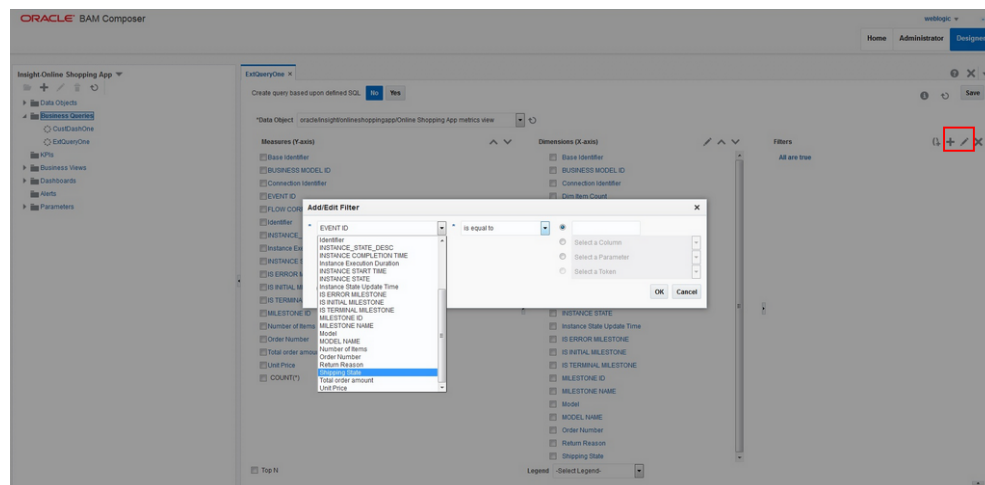 ORACLE BAM Composer
weblogic
Home Administrator Designer
Insight-Online Shopping App
Data Objects
Business Queries
CustDashOne
ExtQueryOne
KPIs
Business Views
Dashboards
Alerts
Parameters
ExtQueryOne ×
Create query based upon defined SQL No Yes
Save
*Data Object oracle/insight/onlineshoppingapp/Online Shopping App metrics view
Measures (Y-axis)
Base Identifier
BUSINESS MODEL ID
Connection Identifier
EVENT ID
FLOW COR
Identifier
INSTANCE_
Instance Ex
INSTANCE S
IS ERROR M
IS INITIAL MILESTO
IS TERMINA
MILESTONE ID
Number of Items
Order Number
Total order amou
Unit Price
COUNT(*)
Top N
Dimensions (X-axis)
Base Identifier
BUSINESS MODEL ID
Connection Identifier
Dim Item Count
INSTANCE STATE
Instance State Update Time
IS ERROR MILESTONE
IS INITIAL MILESTONE
IS TERMINAL MILESTONE
MILESTONE ID
MILESTONE NAME
Model
MODEL NAME
Order Number
Return Reason
Shipping State
Legend -Select Legend-
Filters
All are true
Add/Edit Filter
* EVENT ID * is equal to
Select a Column
Select a Parameter
Select a Token
OK Cancel
Identifier
INSTANCE_STATE_DESC
INSTANCE COMPLETION TIME
Instance Execution Duration
INSTANCE START TIME
INSTANCE STATE
Instance State Update Time
IS ERROR MILESTONE
IS INITIAL MILESTONE
IS TERMINAL MILESTONE
MILESTONE ID
MILESTONE NAME
Model
MODEL NAME
Number of Items
Order Number
Return Reason
Shipping State
Total order amount
Unit Price